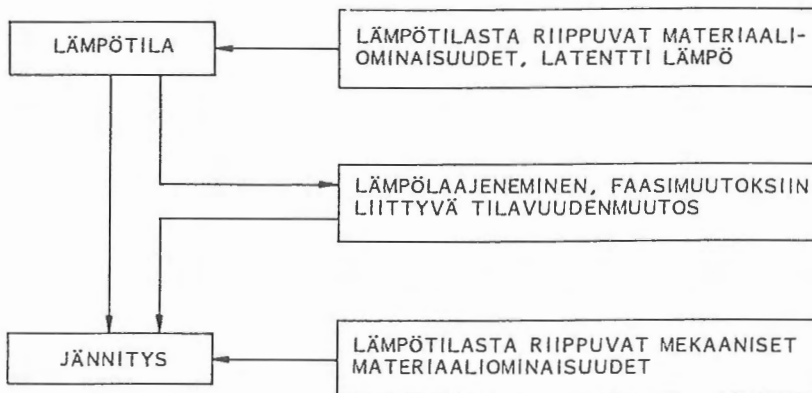 LÄMPÖTILA
LÄMPÖTILASTA RIIPPUVAT MATERIAALI-
OMINAISUUDET, LATENTTI LÄMPÖ
LÄMPÖLAAJENEMINEN, FAASIMUUTOKSIIN
LIITTYVÄ TILAVUUDENMUUTOS
JÄNNITYS
LÄMPÖTILASTA RIIPPUVAT MEKAANISET
MATERIAALIOMINAISUUDET